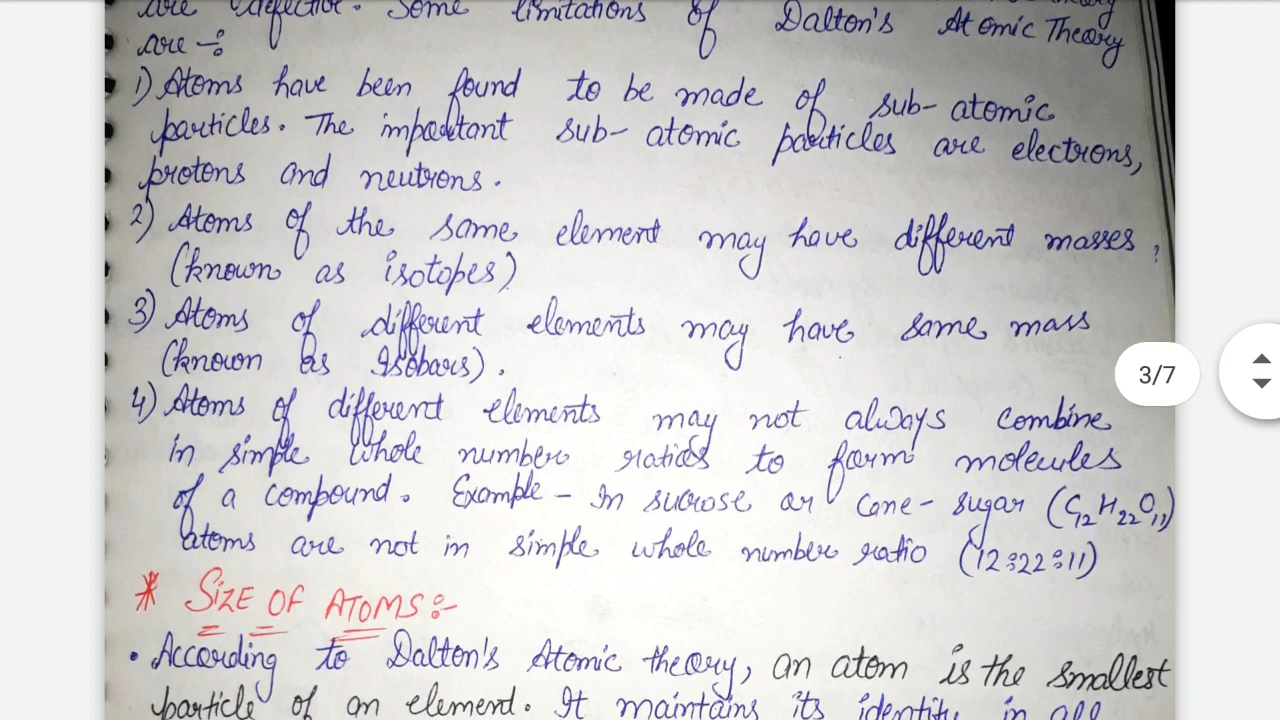 are defective. Some limitations of Dalton's Atomic Theory
are -:
1) Atoms have been found to be made of sub-atomic
particles. The important sub-atomic particles are electrons,
protons and neutrons.
2) Atoms of the same element may have different masses,
(known as isotopes)
3) Atoms of different elements may have same mass
(known as Isobars).
4) Atoms of different elements may not always combine
in simple whole number ratios to form molecules
of a compound. Example - In sucrose or cane-sugar (C₁₂H₂₂O₁₁)
atoms are not in simple whole number ratio (12:22:11)
* SIZE OF ATOMS:-
• According to Dalton's Atomic theory, an atom is the smallest
particle of an element. It maintains its identity in all
3/7